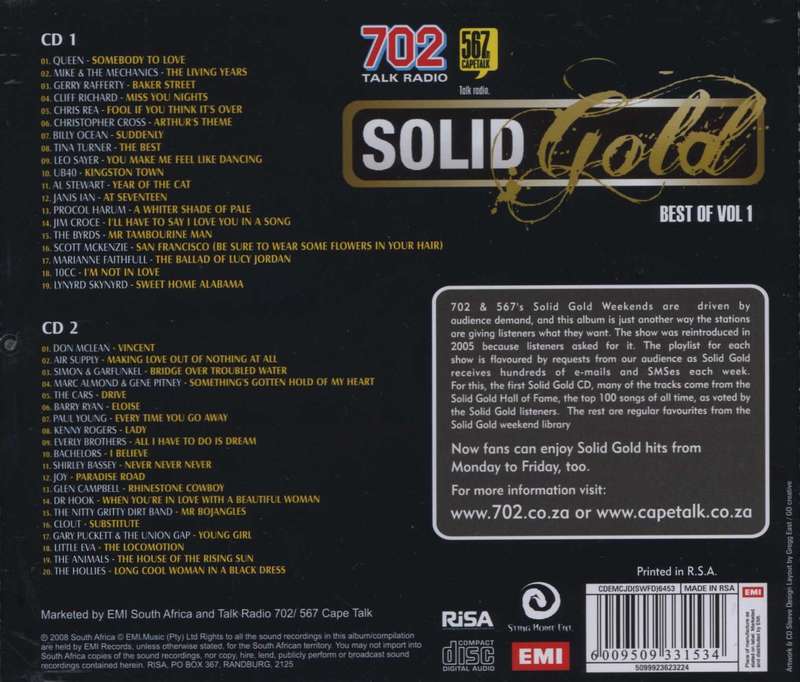 CD 1
01. QUEEN - SOMEBODY TO LOVE
02. MIKE & THE MECHANICS - THE LIVING YEARS
03. GERRY RAFFERTY - BAKER STREET
04. CLIFF RICHARD - MISS YOU NIGHTS
05. CHRIS REA - FOOL IF YOU THINK IT'S OVER
06. CHRISTOPHER CROSS - ARTHUR'S THEME
07. BILLY OCEAN - SUDDENLY
08. TINA TURNER - THE BEST
09. LEO SAYER - YOU MAKE ME FEEL LIKE DANCING
10. UB40 - KINGSTON TOWN
11. AL STEWART - YEAR OF THE CAT
12. JANIS IAN - AT SEVENTEEN
13. PROCOL HARUM - A WHITER SHADE OF PALE
14. JIM CROCE - I'LL HAVE TO SAY I LOVE YOU IN A SONG
15. THE BYRDS - MR TAMBOURINE MAN
16. SCOTT MCKENZIE - SAN FRANCISCO (BE SURE TO WEAR SOME FLOWERS IN YOUR HAIR)
17. MARIANNE FAITHFULL - THE BALLAD OF LUCY JORDAN
18. 10CC - I'M NOT IN LOVE
19. LYNYRD SKYNYRD - SWEET HOME ALABAMA
CD 2
01. DON MCLEAN - VINCENT
02. AIR SUPPLY - MAKING LOVE OUT OF NOTHING AT ALL
03. SIMON & GARFUNKEL - BRIDGE OVER TROUBLED WATER
04. MARC ALMOND & GENE PITNEY - SOMETHING'S GOTTEN HOLD OF MY HEART
05. THE CARS - DRIVE
06. BARRY RYAN - ELOISE
07. PAUL YOUNG - EVERY TIME YOU GO AWAY
08. KENNY ROGERS - LADY
09. EVERLY BROTHERS - ALL I HAVE TO DO IS DREAM
10. BACHELORS - I BELIEVE
11. SHIRLEY BASSEY - NEVER NEVER NEVER
12. JOY - PARADISE ROAD
13. GLEN CAMPBELL - RHINESTONE COWBOY
14. DR HOOK - WHEN YOU'RE IN LOVE WITH A BEAUTIFUL WOMAN
15. THE NITTY GRITTY DIRT BAND - MR BOJANGLES
16. CLOUT - SUBSTITUTE
17. GARY PUCKETT & THE UNION GAP - YOUNG GIRL
18. LITTLE EVA - THE LOCOMOTION
19. THE ANIMALS - THE HOUSE OF THE RISING SUN
20. THE HOLLIES - LONG COOL WOMAN IN A BLACK DRESS
Marketed by EMI South Africa and Talk Radio 702/ 567 Cape Talk
℗ 2008 South Africa © EMI.Music (Pty) Ltd Rights to all the sound recordings in this album/compilation
are held by EMI Records, unless otherwise stated, for the South African territory. You may not import into
South Africa copies of the sound recordings, nor copy, hire, lend, publicly perform or broadcast sound
recordings contained herein. RISA, PO BOX 367, RANDBURG, 2125
702
TALK RADIO
567
CAPETALK
Talk radio.
SOLID Gold
BEST OF VOL 1
702 & 567's Solid Gold Weekends are driven by
audience demand, and this album is just another way the stations
are giving listeners what they want. The show was reintroduced in
2005 because listeners asked for it. The playlist for each
show is flavoured by requests from our audience as Solid Gold
receives hundreds of e-mails and SMSes each week.
For this, the first Solid Gold CD, many of the tracks come from the
Solid Gold Hall of Fame, the top 100 songs of all time, as voted by
the Solid Gold listeners. The rest are regular favourites from the
Solid Gold weekend library
Now fans can enjoy Solid Gold hits from
Monday to Friday, too.
For more information visit:
www.702.co.za or www.capetalk.co.za
Printed in R.S.A.
CDEMCJD(SWFD)6453 MADE IN RSA
6 009509 331534
5099923623224
EMI
Place of manufacture as
stated on label. Marketed
and distributed by EMI.
RiSA
COMPACT
disc
DIGITAL AUDIO
EMI
Artwork & CD Sleeve Design Layout by Gregg East / GO creative